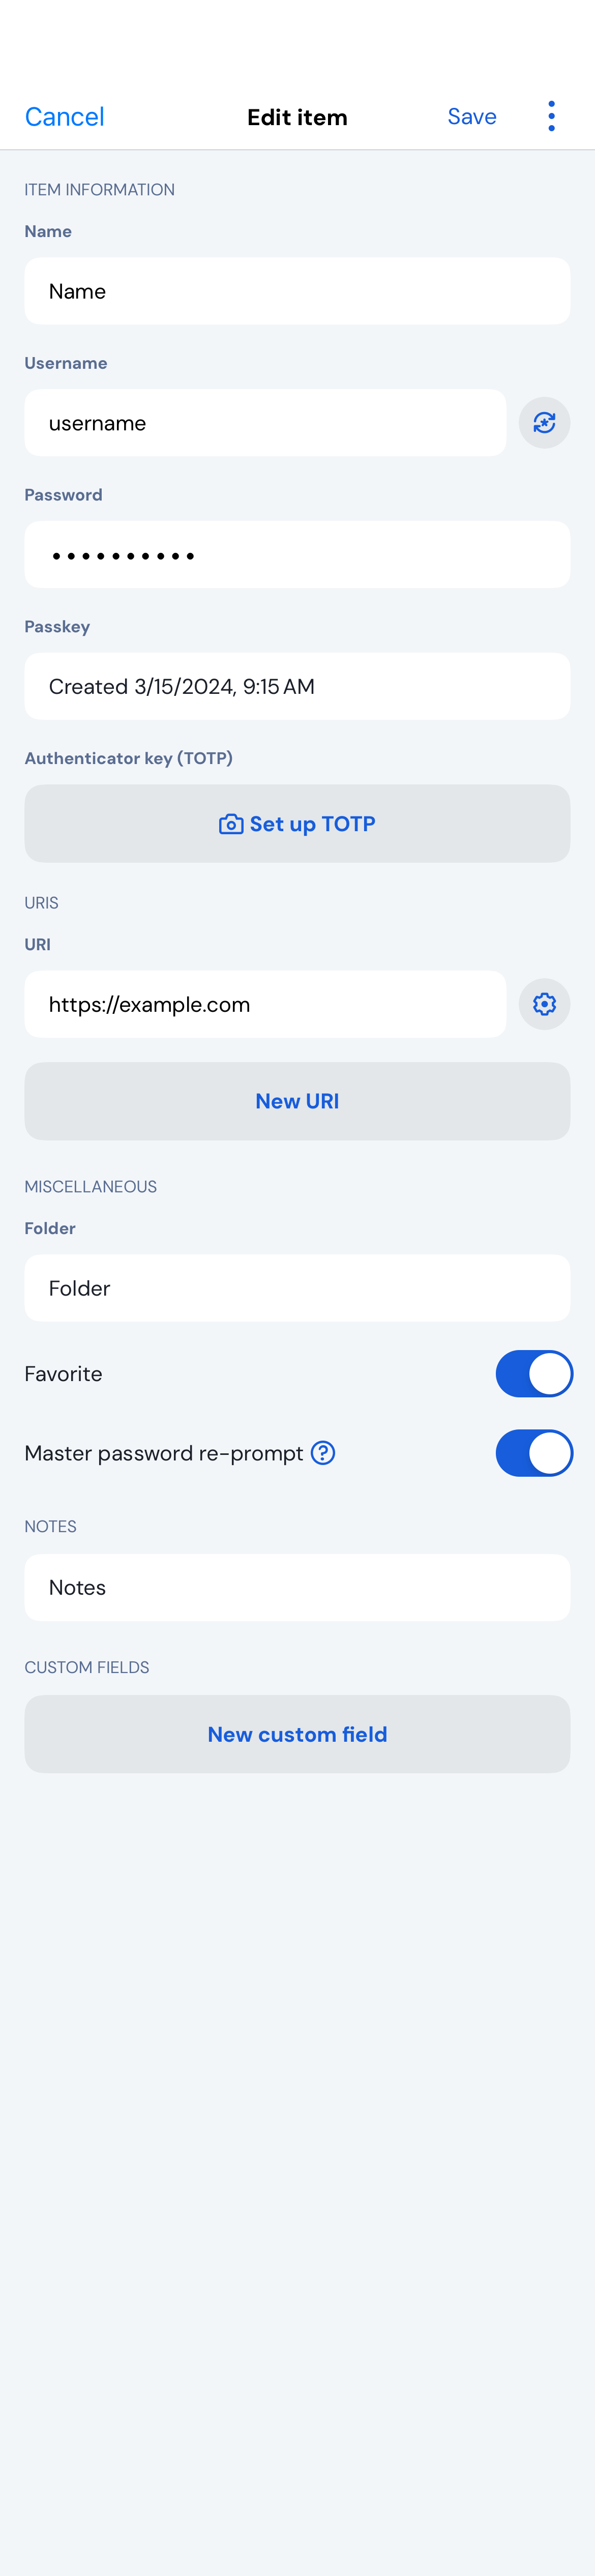 Cancel Edit item Save
ITEM INFORMATION
Name
Name
Username
username
Password
••••••••••
Passkey
Created 3/15/2024, 9:15 AM
Authenticator key (TOTP)
Set up TOTP
URIS
URI
https://example.com
New URI
MISCELLANEOUS
Folder
Folder
Favorite
Master password re-prompt
NOTES
Notes
CUSTOM FIELDS
New custom field